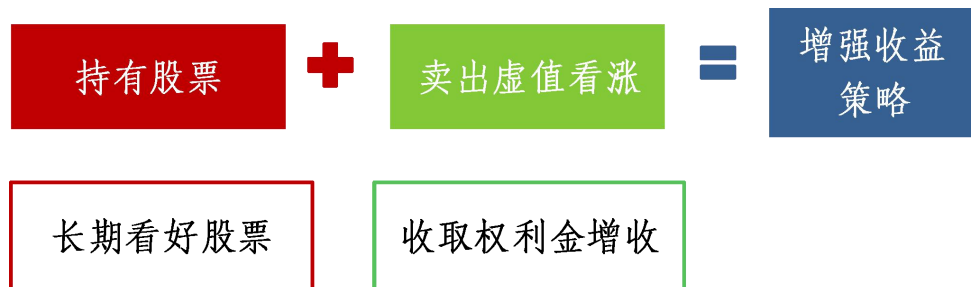 持有股票
+
卖出虚值看涨
=
增强收益
策略
长期看好股票
收取权利金增收